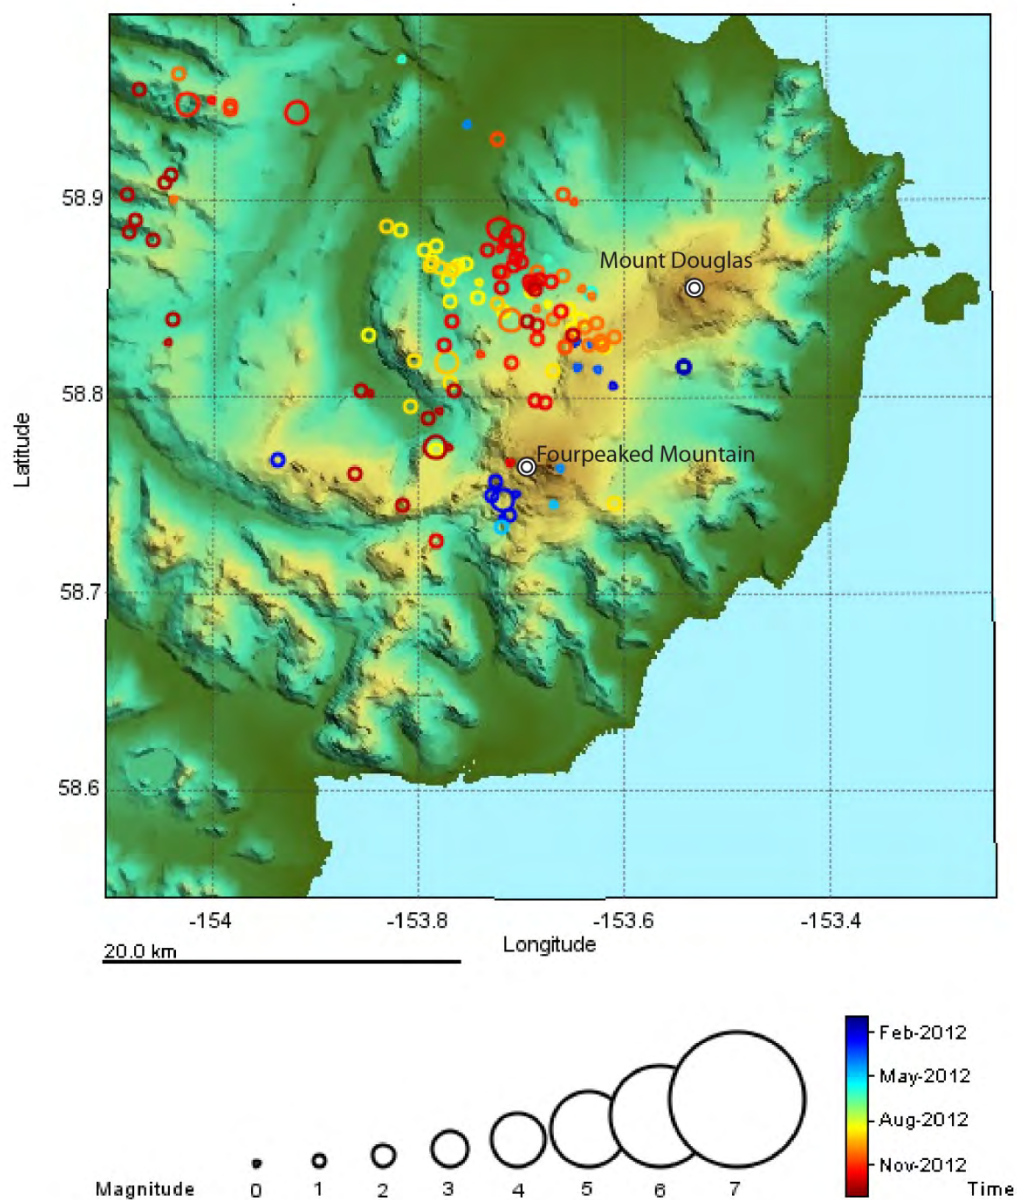 58.9
Mount Douglas
58.8
Latitude
Fourpeaked Mountain
58.7
58.6
-154
-153.8
-153.6
-153.4
Longitude
20.0 km
Feb-2012
May-2012
Aug-2012
Nov-2012
Magnitude 0 1 2 3 4 5 6 7 Time